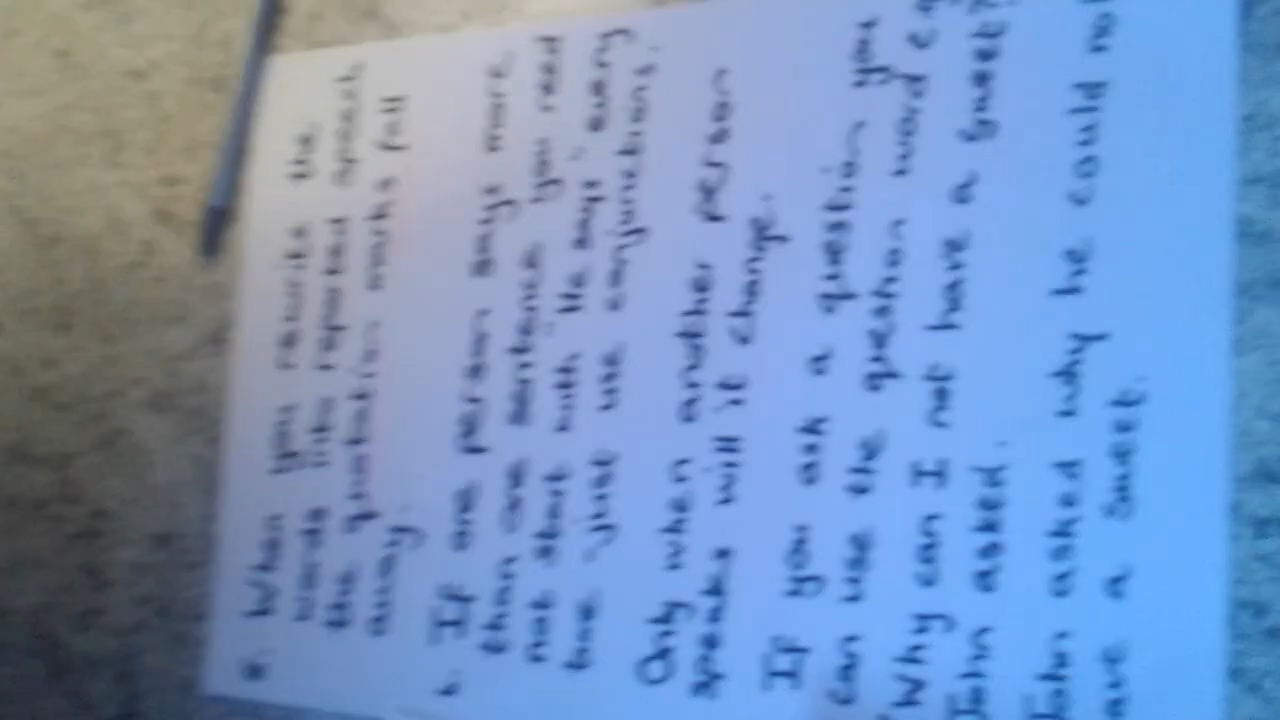 a. When you rewrite the
words into reported speech
the quotation marks fall
away.
b. If one person says more
than one sentence you need
not start with "He says" every
time just use conjunctions.
Only when another person
speaks will it change.
If you ask a question you
can use the question word e.g
"Why can I not have a sweet?"
John asked.
John asked why he could not
have a sweet.